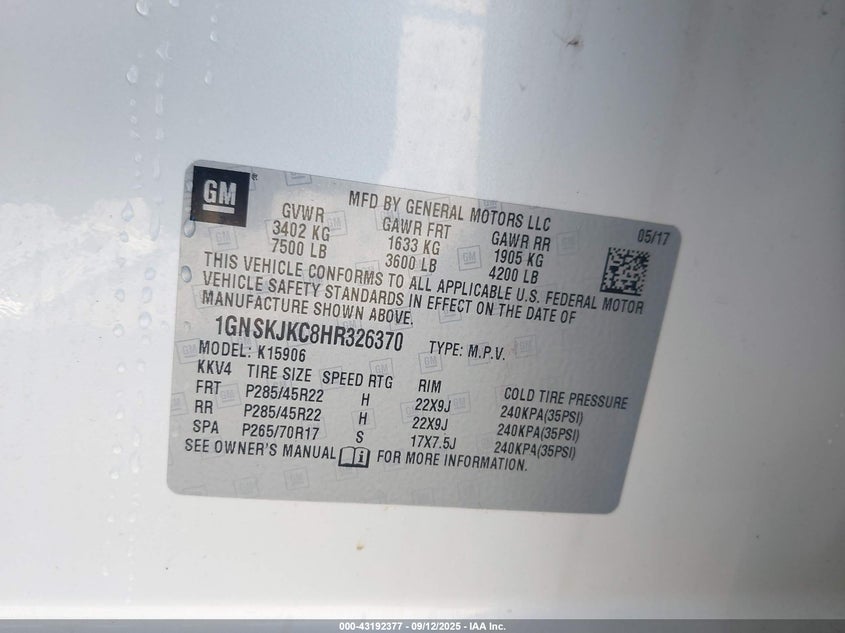 GM
MFD BY GENERAL MOTORS LLC
05/17
GVWR GAWR FRT GAWR RR
3402 KG 1633 KG 1905 KG
7500 LB 3600 LB 4200 LB
THIS VEHICLE CONFORMS TO ALL APPLICABLE U.S. FEDERAL MOTOR
VEHICLE SAFETY STANDARDS IN EFFECT ON THE DATE OF
MANUFACTURE SHOWN ABOVE.
1GNSKJKC8HR326370 TYPE: M.P.V.
MODEL: K15906
KKV4 TIRE SIZE SPEED RTG RIM COLD TIRE PRESSURE
FRT P285/45R22 H 22X9J 240KPA(35PSI)
RR P285/45R22 H 22X9J 240KPA(35PSI)
SPA P265/70R17 S 17X7.5J 240KPA(35PSI)
SEE OWNER'S MANUAL FOR MORE INFORMATION.
000-43192377 - 09/12/2025 - IAA Inc.